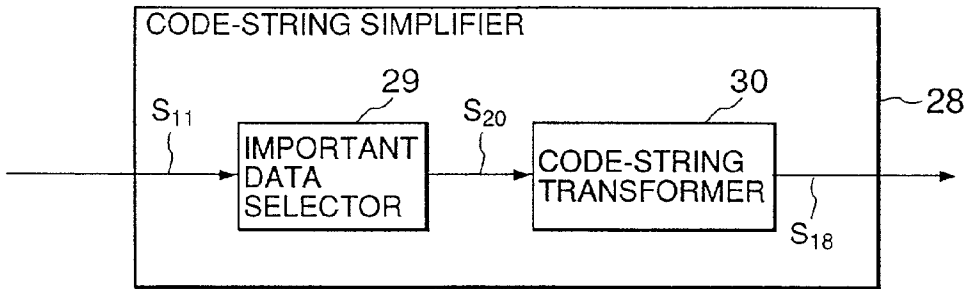 CODE-STRING SIMPLIFIER
29
30
28
S11
S20
IMPORTANT
DATA
SELECTOR
CODE-STRING
TRANSFORMER
S18